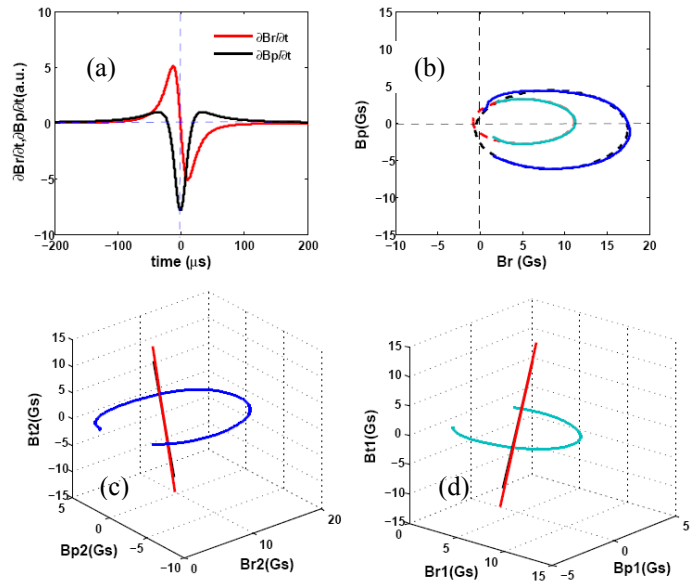 10
5
0
−5
−10
∂Br/∂t,∂Bp/∂t(a.u.)
(a)
∂Br/∂t
∂Bp/∂t
−200 −100 0 100 200
time (μs)
15
10
5
0
−5
−10
−15
Bp(Gs)
(b)
−10 −5 0 5 10 15 20
Br (Gs)
15
10
5
0
−5
−10
−15
Bt2(Gs)
(c)
5
0
−5
−10
Bp2(Gs)
0
10
20
Br2(Gs)
15
10
5
0
−5
−10
−15
Bt1(Gs)
(d)
0
5
10
15
Br1(Gs)
−5
0
5
Bp1(Gs)